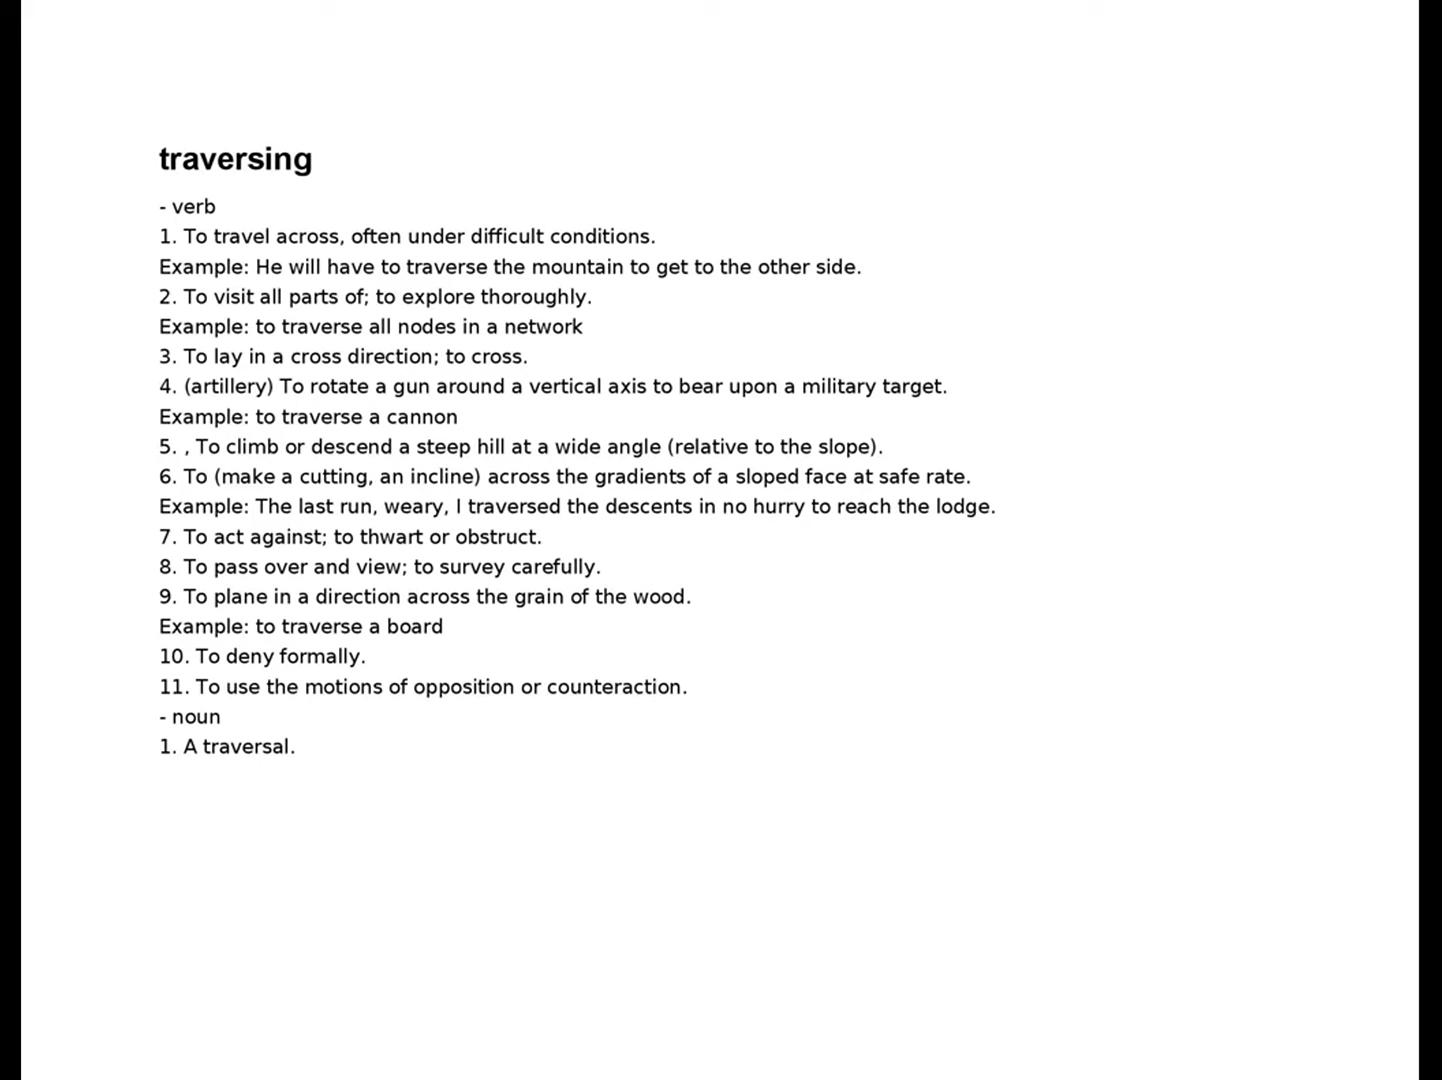 traversing
- verb
1. To travel across, often under difficult conditions.
Example: He will have to traverse the mountain to get to the other side.
2. To visit all parts of; to explore thoroughly.
Example: to traverse all nodes in a network
3. To lay in a cross direction; to cross.
4. (artillery) To rotate a gun around a vertical axis to bear upon a military target.
Example: to traverse a cannon
5. , To climb or descend a steep hill at a wide angle (relative to the slope).
6. To (make a cutting, an incline) across the gradients of a sloped face at safe rate.
Example: The last run, weary, I traversed the descents in no hurry to reach the lodge.
7. To act against; to thwart or obstruct.
8. To pass over and view; to survey carefully.
9. To plane in a direction across the grain of the wood.
Example: to traverse a board
10. To deny formally.
11. To use the motions of opposition or counteraction.
- noun
1. A traversal.